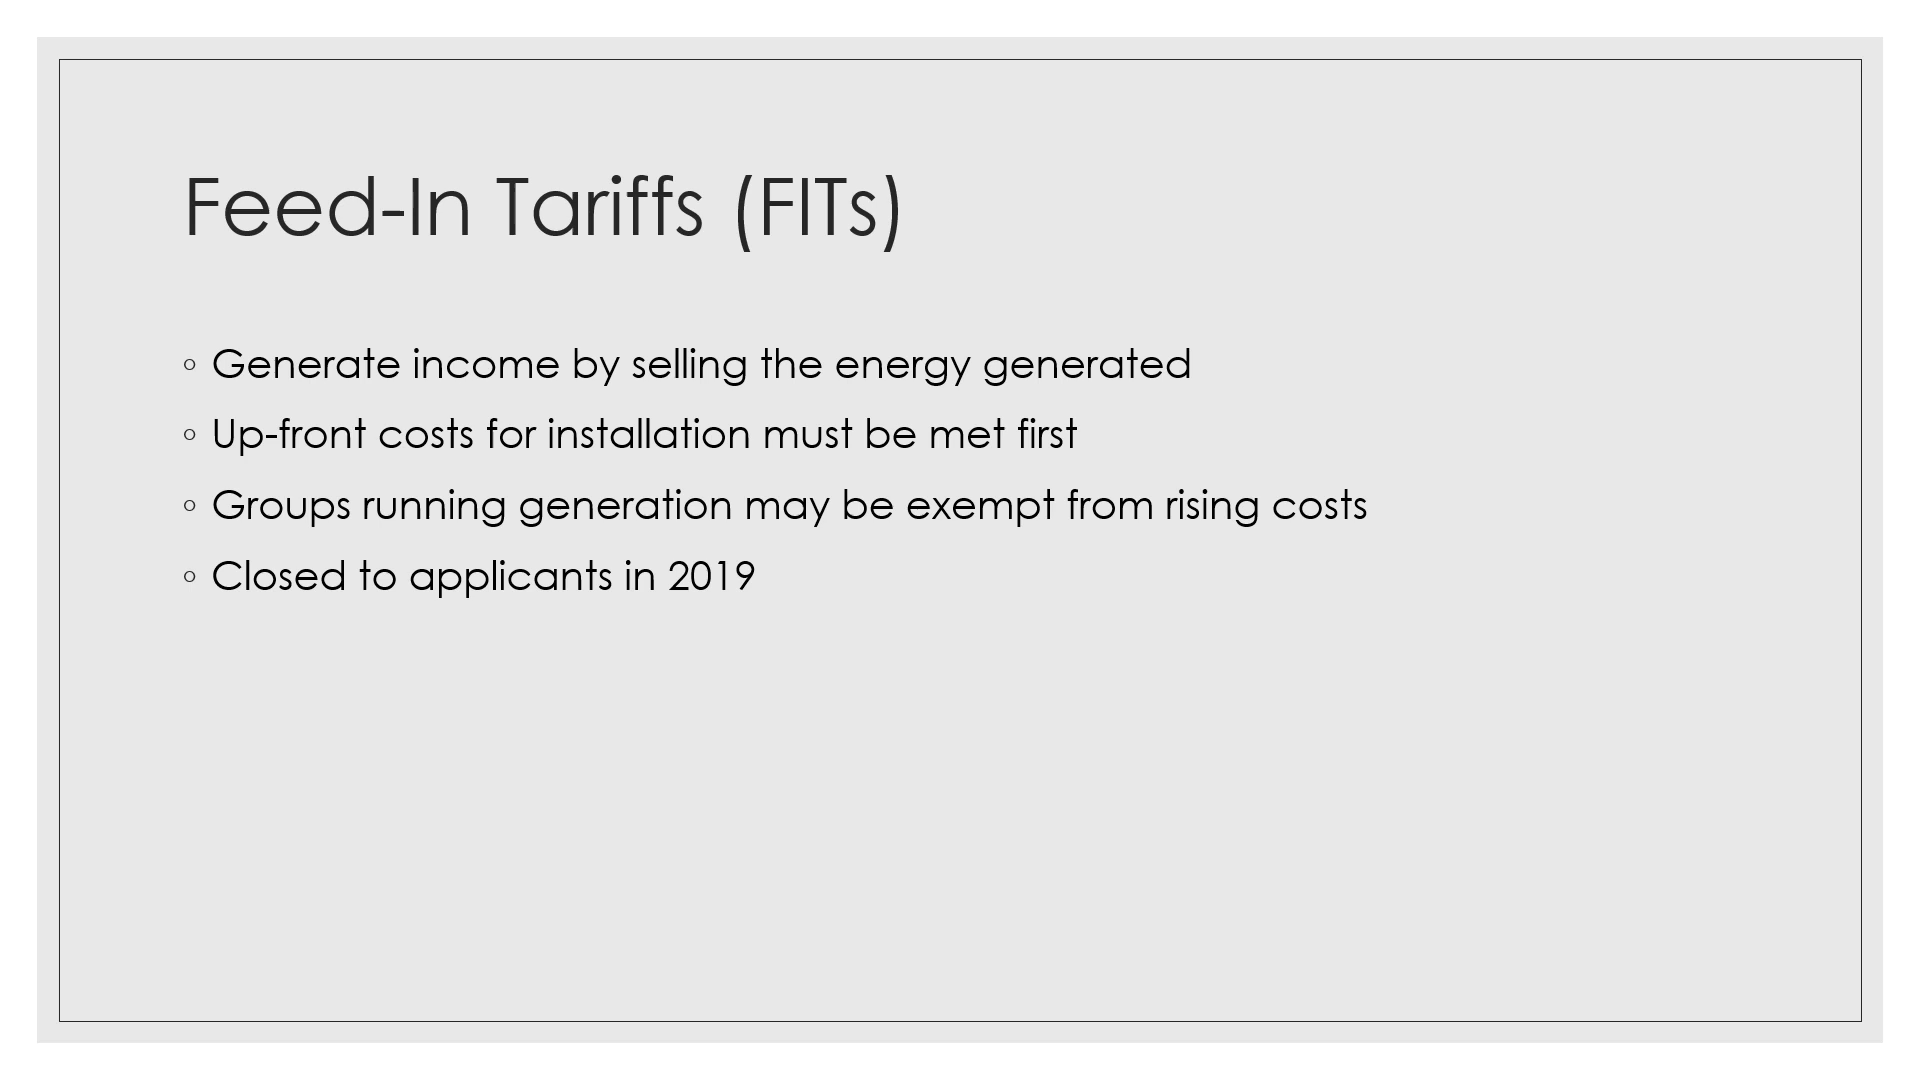 Feed-In Tariffs (FITs)
◦ Generate income by selling the energy generated
◦ Up-front costs for installation must be met first
◦ Groups running generation may be exempt from rising costs
◦ Closed to applicants in 2019